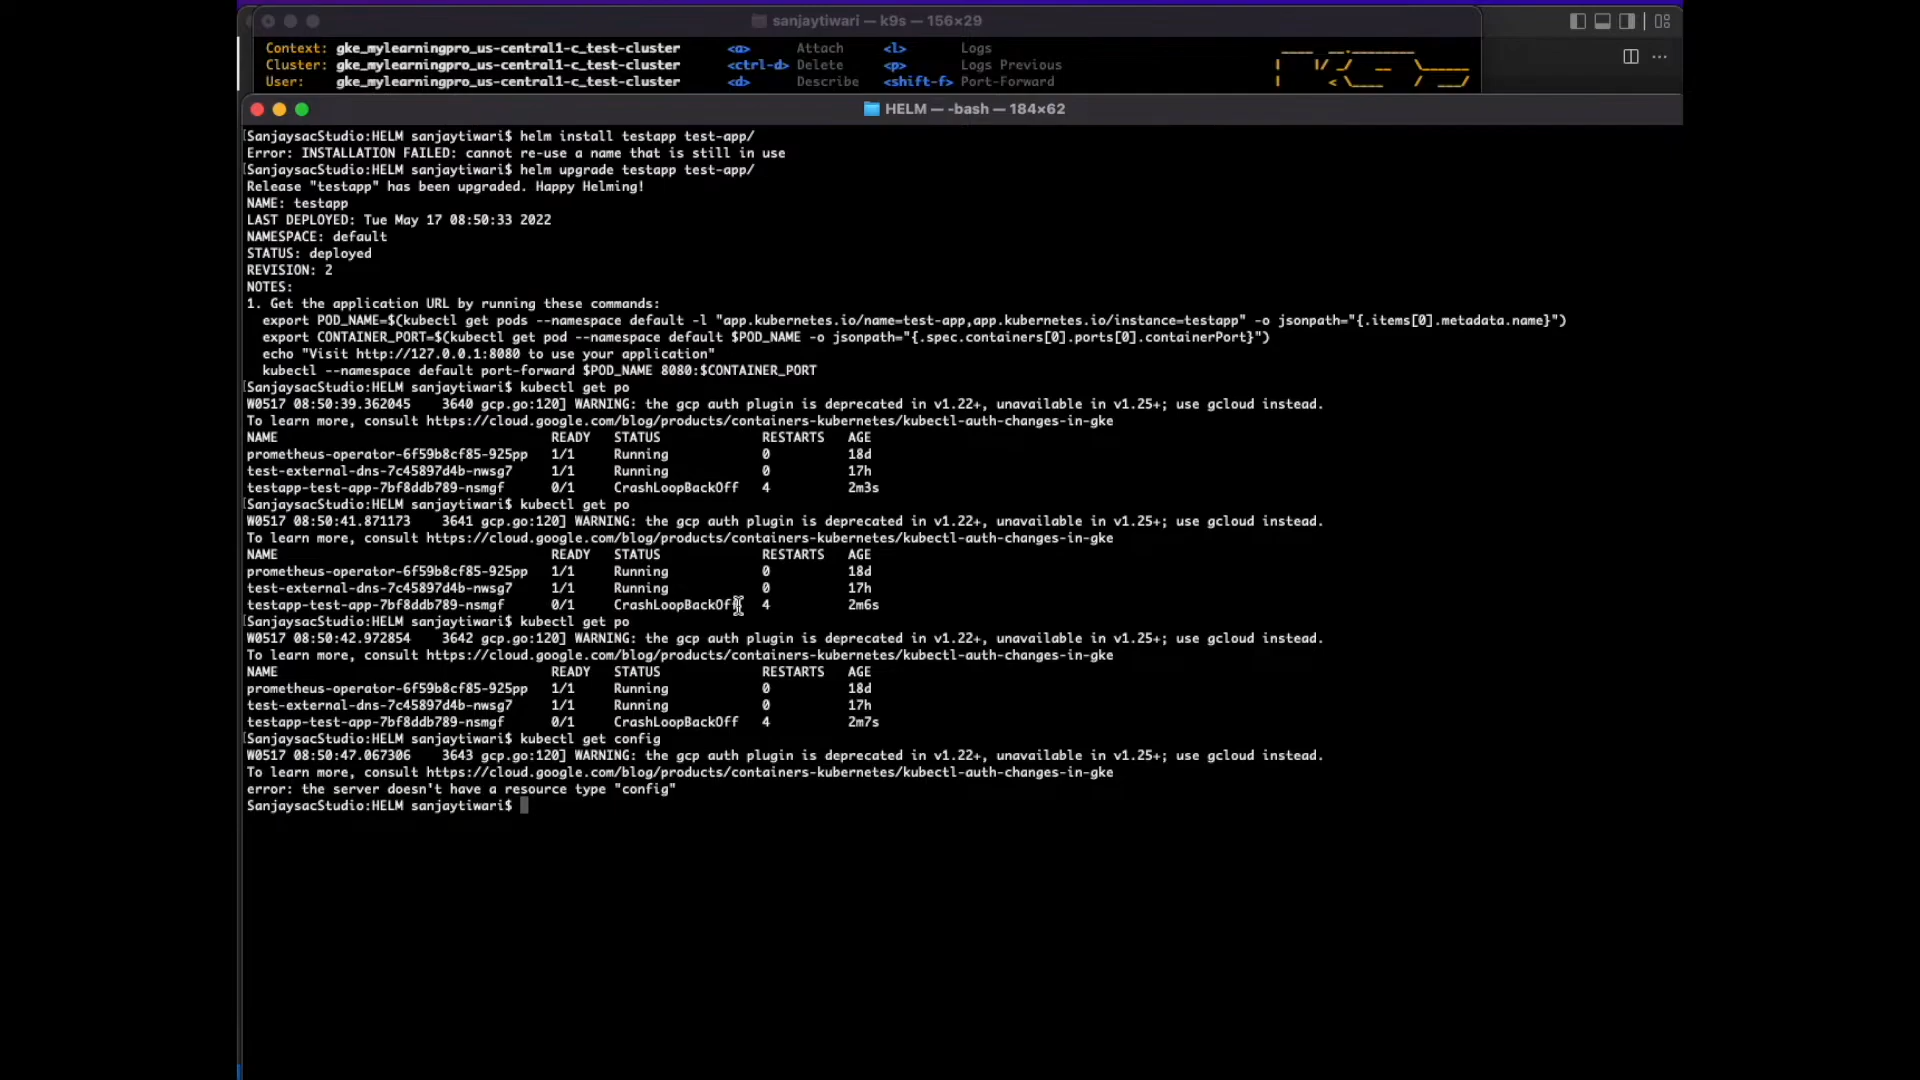 sanjaytiwari — k9s — 156×29
Context: gke_mylearningpro_us-central1-c_test-cluster <a> Attach <l> Logs
Cluster: gke_mylearningpro_us-central1-c_test-cluster <ctrl-d> Delete <p> Logs Previous
User: gke_mylearningpro_us-central1-c_test-cluster <d> Describe <shift-f> Port-Forward
HELM — -bash — 184×62
[SanjaysacStudio:HELM sanjaytiwari$ helm install testapp test-app/
Error: INSTALLATION FAILED: cannot re-use a name that is still in use
[SanjaysacStudio:HELM sanjaytiwari$ helm upgrade testapp test-app/
Release "testapp" has been upgraded. Happy Helming!
NAME: testapp
LAST DEPLOYED: Tue May 17 08:50:33 2022
NAMESPACE: default
STATUS: deployed
REVISION: 2
NOTES:
1. Get the application URL by running these commands:
  export POD_NAME=$(kubectl get pods --namespace default -l "app.kubernetes.io/name=test-app,app.kubernetes.io/instance=testapp" -o jsonpath="{.items[0].metadata.name}")
  export CONTAINER_PORT=$(kubectl get pod --namespace default $POD_NAME -o jsonpath="{.spec.containers[0].ports[0].containerPort}")
  echo "Visit http://127.0.0.1:8080 to use your application"
  kubectl --namespace default port-forward $POD_NAME 8080:$CONTAINER_PORT
[SanjaysacStudio:HELM sanjaytiwari$ kubectl get po
W0517 08:50:39.362045    3640 gcp.go:120] WARNING: the gcp auth plugin is deprecated in v1.22+, unavailable in v1.25+; use gcloud instead.
To learn more, consult https://cloud.google.com/blog/products/containers-kubernetes/kubectl-auth-changes-in-gke
NAME READY STATUS RESTARTS AGE
prometheus-operator-6f59b8cf85-925pp 1/1 Running 0 18d
test-external-dns-7c45897d4b-nwsg7 1/1 Running 0 17h
testapp-test-app-7bf8ddb789-nsmgf 0/1 CrashLoopBackOff 4 2m3s
[SanjaysacStudio:HELM sanjaytiwari$ kubectl get po
W0517 08:50:41.871173    3641 gcp.go:120] WARNING: the gcp auth plugin is deprecated in v1.22+, unavailable in v1.25+; use gcloud instead.
To learn more, consult https://cloud.google.com/blog/products/containers-kubernetes/kubectl-auth-changes-in-gke
NAME READY STATUS RESTARTS AGE
prometheus-operator-6f59b8cf85-925pp 1/1 Running 0 18d
test-external-dns-7c45897d4b-nwsg7 1/1 Running 0 17h
testapp-test-app-7bf8ddb789-nsmgf 0/1 CrashLoopBackOff 4 2m6s
[SanjaysacStudio:HELM sanjaytiwari$ kubectl get po
W0517 08:50:42.972854    3642 gcp.go:120] WARNING: the gcp auth plugin is deprecated in v1.22+, unavailable in v1.25+; use gcloud instead.
To learn more, consult https://cloud.google.com/blog/products/containers-kubernetes/kubectl-auth-changes-in-gke
NAME READY STATUS RESTARTS AGE
prometheus-operator-6f59b8cf85-925pp 1/1 Running 0 18d
test-external-dns-7c45897d4b-nwsg7 1/1 Running 0 17h
testapp-test-app-7bf8ddb789-nsmgf 0/1 CrashLoopBackOff 4 2m7s
[SanjaysacStudio:HELM sanjaytiwari$ kubectl get config
W0517 08:50:47.067306    3643 gcp.go:120] WARNING: the gcp auth plugin is deprecated in v1.22+, unavailable in v1.25+; use gcloud instead.
To learn more, consult https://cloud.google.com/blog/products/containers-kubernetes/kubectl-auth-changes-in-gke
error: the server doesn't have a resource type "config"
SanjaysacStudio:HELM sanjaytiwari$